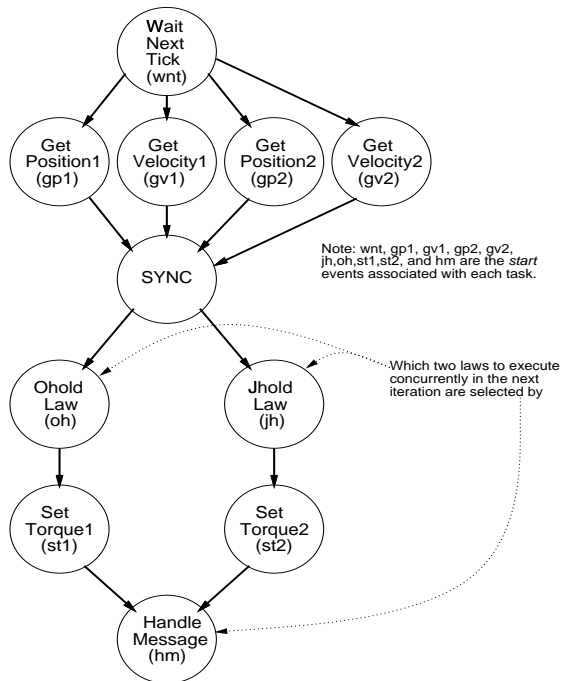 Wait
Next
Tick
(wnt)
Get
Position1
(gp1)
Get
Velocity1
(gv1)
Get
Position2
(gp2)
Get
Velocity2
(gv2)
SYNC
Note: wnt, gp1, gv1, gp2, gv2,
jh,oh,st1,st2, and hm are the start
events associated with each task.
Which two laws to execute
concurrently in the next
iteration are selected by
Ohold
Law
(oh)
Jhold
Law
(jh)
Set
Torque1
(st1)
Set
Torque2
(st2)
Handle
Message
(hm)